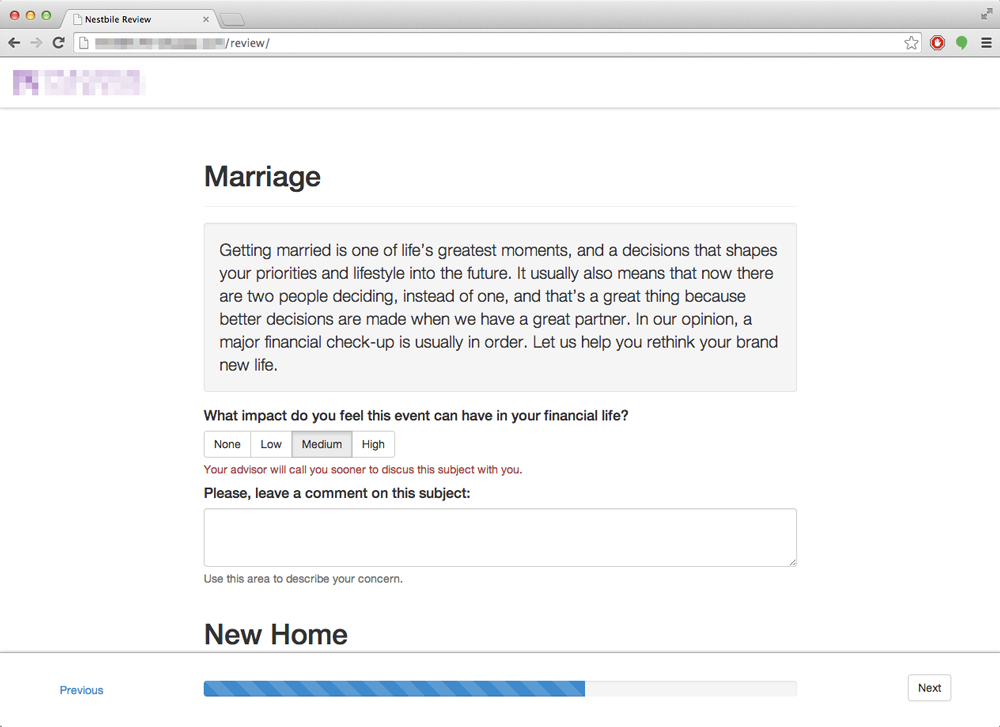 Nestbile Review
/review/
Marriage
Getting married is one of life's greatest moments, and a decisions that shapes
your priorities and lifestyle into the future. It usually also means that now there
are two people deciding, instead of one, and that's a great thing because
better decisions are made when we have a great partner. In our opinion, a
major financial check-up is usually in order. Let us help you rethink your brand
new life.
What impact do you feel this event can have in your financial life?
None Low Medium High
Your advisor will call you sooner to discus this subject with you.
Please, leave a comment on this subject:
Use this area to describe your concern.
New Home
Previous Next